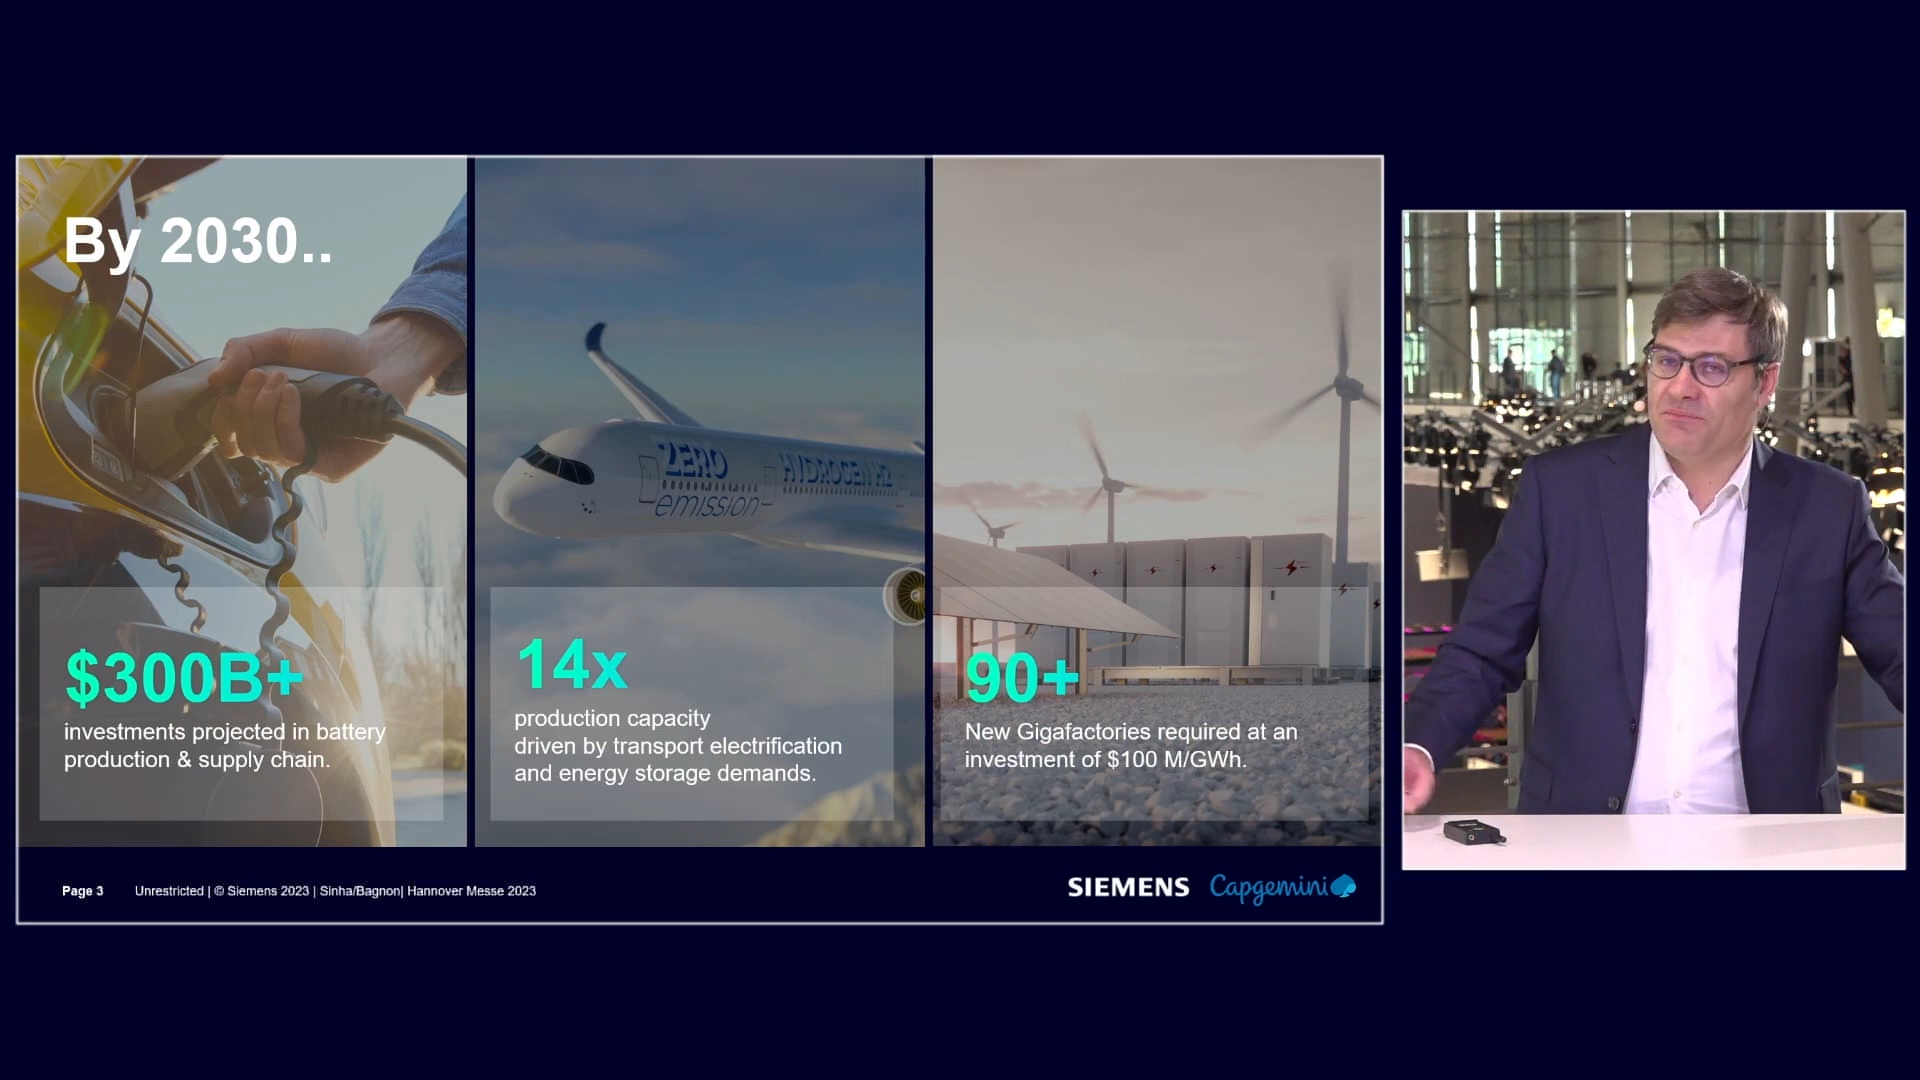 By 2030..
ZERO
emission
HYDROGEN H2
$300B+
investments projected in battery
production & supply chain.
14x
production capacity
driven by transport electrification
and energy storage demands.
90+
New Gigafactories required at an
investment of $100 M/GWh.
Page 3
Unrestricted | © Siemens 2023 | Sinha/Bagnon| Hannover Messe 2023
SIEMENS
Capgemini